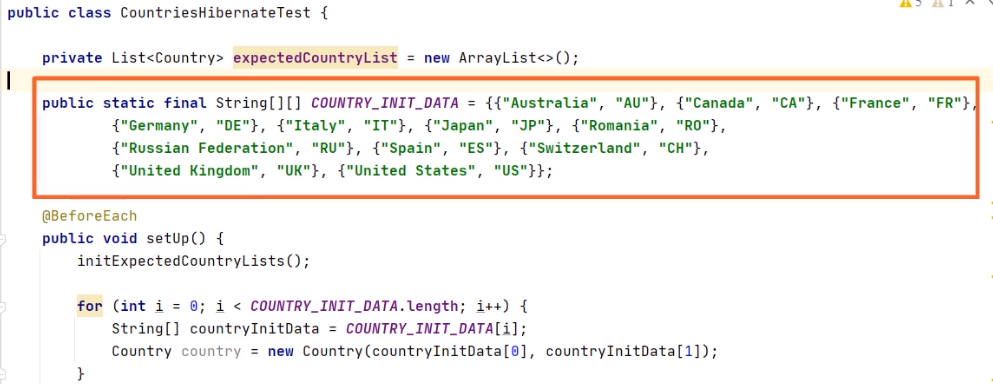 5 1
public class CountriesHibernateTest {
private List<Country> expectedCountryList = new ArrayList<>();
public static final String[][] COUNTRY_INIT_DATA = {{"Australia", "AU"}, {"Canada", "CA"}, {"France", "FR"},
{"Germany", "DE"}, {"Italy", "IT"}, {"Japan", "JP"}, {"Romania", "RO"},
{"Russian Federation", "RU"}, {"Spain", "ES"}, {"Switzerland", "CH"},
{"United Kingdom", "UK"}, {"United States", "US"}};
@BeforeEach
public void setUp() {
initExpectedCountryLists();
for (int i = 0; i < COUNTRY_INIT_DATA.length; i++) {
String[] countryInitData = COUNTRY_INIT_DATA[i];
Country country = new Country(countryInitData[0], countryInitData[1]);
}